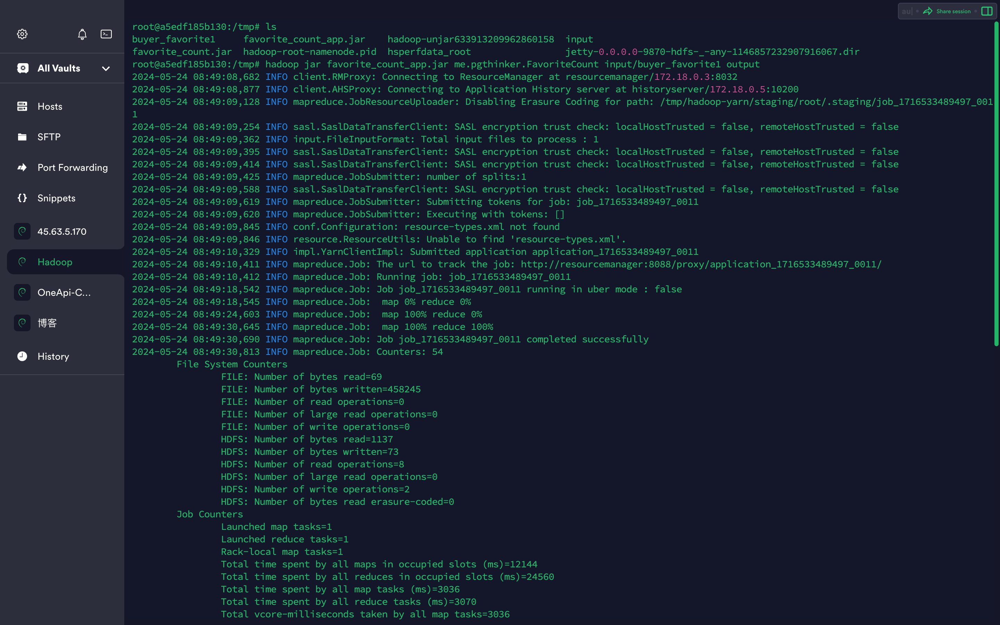 au
Share session
All Vaults
Hosts
SFTP
Port Forwarding
Snippets
45.63.5.170
Hadoop
OneApi-C...
博客
History
root@a5edf185b130:/tmp# ls
buyer_favorite1     favorite_count_app.jar    hadoop-unjar6339132099628601​58  input
favorite_count.jar  hadoop-root-namenode.pid  hsperfdata_root                 jetty-0.0.0.0-9870-hdfs-_-any-1146857232907916067.dir
root@a5edf185b130:/tmp# hadoop jar favorite_count_app.jar me.pgthinker.FavoriteCount input/buyer_favorite1 output
2024-05-24 08:49:08,682 INFO client.RMProxy: Connecting to ResourceManager at resourcemanager/172.18.0.3:8032
2024-05-24 08:49:08,877 INFO client.AHSProxy: Connecting to Application History server at historyserver/172.18.0.5:10200
2024-05-24 08:49:09,128 INFO mapreduce.JobResourceUploader: Disabling Erasure Coding for path: /tmp/hadoop-yarn/staging/root/.staging/job_1716533489497_001
1
2024-05-24 08:49:09,254 INFO sasl.SaslDataTransferClient: SASL encryption trust check: localHostTrusted = false, remoteHostTrusted = false
2024-05-24 08:49:09,362 INFO input.FileInputFormat: Total input files to process : 1
2024-05-24 08:49:09,395 INFO sasl.SaslDataTransferClient: SASL encryption trust check: localHostTrusted = false, remoteHostTrusted = false
2024-05-24 08:49:09,414 INFO sasl.SaslDataTransferClient: SASL encryption trust check: localHostTrusted = false, remoteHostTrusted = false
2024-05-24 08:49:09,425 INFO mapreduce.JobSubmitter: number of splits:1
2024-05-24 08:49:09,588 INFO sasl.SaslDataTransferClient: SASL encryption trust check: localHostTrusted = false, remoteHostTrusted = false
2024-05-24 08:49:09,619 INFO mapreduce.JobSubmitter: Submitting tokens for job: job_1716533489497_0011
2024-05-24 08:49:09,620 INFO mapreduce.JobSubmitter: Executing with tokens: []
2024-05-24 08:49:09,845 INFO conf.Configuration: resource-types.xml not found
2024-05-24 08:49:09,846 INFO resource.ResourceUtils: Unable to find 'resource-types.xml'.
2024-05-24 08:49:10,329 INFO impl.YarnClientImpl: Submitted application application_1716533489497_0011
2024-05-24 08:49:10,411 INFO mapreduce.Job: The url to track the job: http://resourcemanager:8088/proxy/application_1716533489497_0011/
2024-05-24 08:49:10,412 INFO mapreduce.Job: Running job: job_1716533489497_0011
2024-05-24 08:49:18,542 INFO mapreduce.Job: Job job_1716533489497_0011 running in uber mode : false
2024-05-24 08:49:18,545 INFO mapreduce.Job:  map 0% reduce 0%
2024-05-24 08:49:24,603 INFO mapreduce.Job:  map 100% reduce 0%
2024-05-24 08:49:30,645 INFO mapreduce.Job:  map 100% reduce 100%
2024-05-24 08:49:30,690 INFO mapreduce.Job: Job job_1716533489497_0011 completed successfully
2024-05-24 08:49:30,813 INFO mapreduce.Job: Counters: 54
File System Counters
FILE: Number of bytes read=69
FILE: Number of bytes written=458245
FILE: Number of read operations=0
FILE: Number of large read operations=0
FILE: Number of write operations=0
HDFS: Number of bytes read=1137
HDFS: Number of bytes written=73
HDFS: Number of read operations=8
HDFS: Number of large read operations=0
HDFS: Number of write operations=2
HDFS: Number of bytes read erasure-coded=0
Job Counters
Launched map tasks=1
Launched reduce tasks=1
Rack-local map tasks=1
Total time spent by all maps in occupied slots (ms)=12144
Total time spent by all reduces in occupied slots (ms)=24560
Total time spent by all map tasks (ms)=3036
Total time spent by all reduce tasks (ms)=3070
Total vcore-milliseconds taken by all map tasks=3036